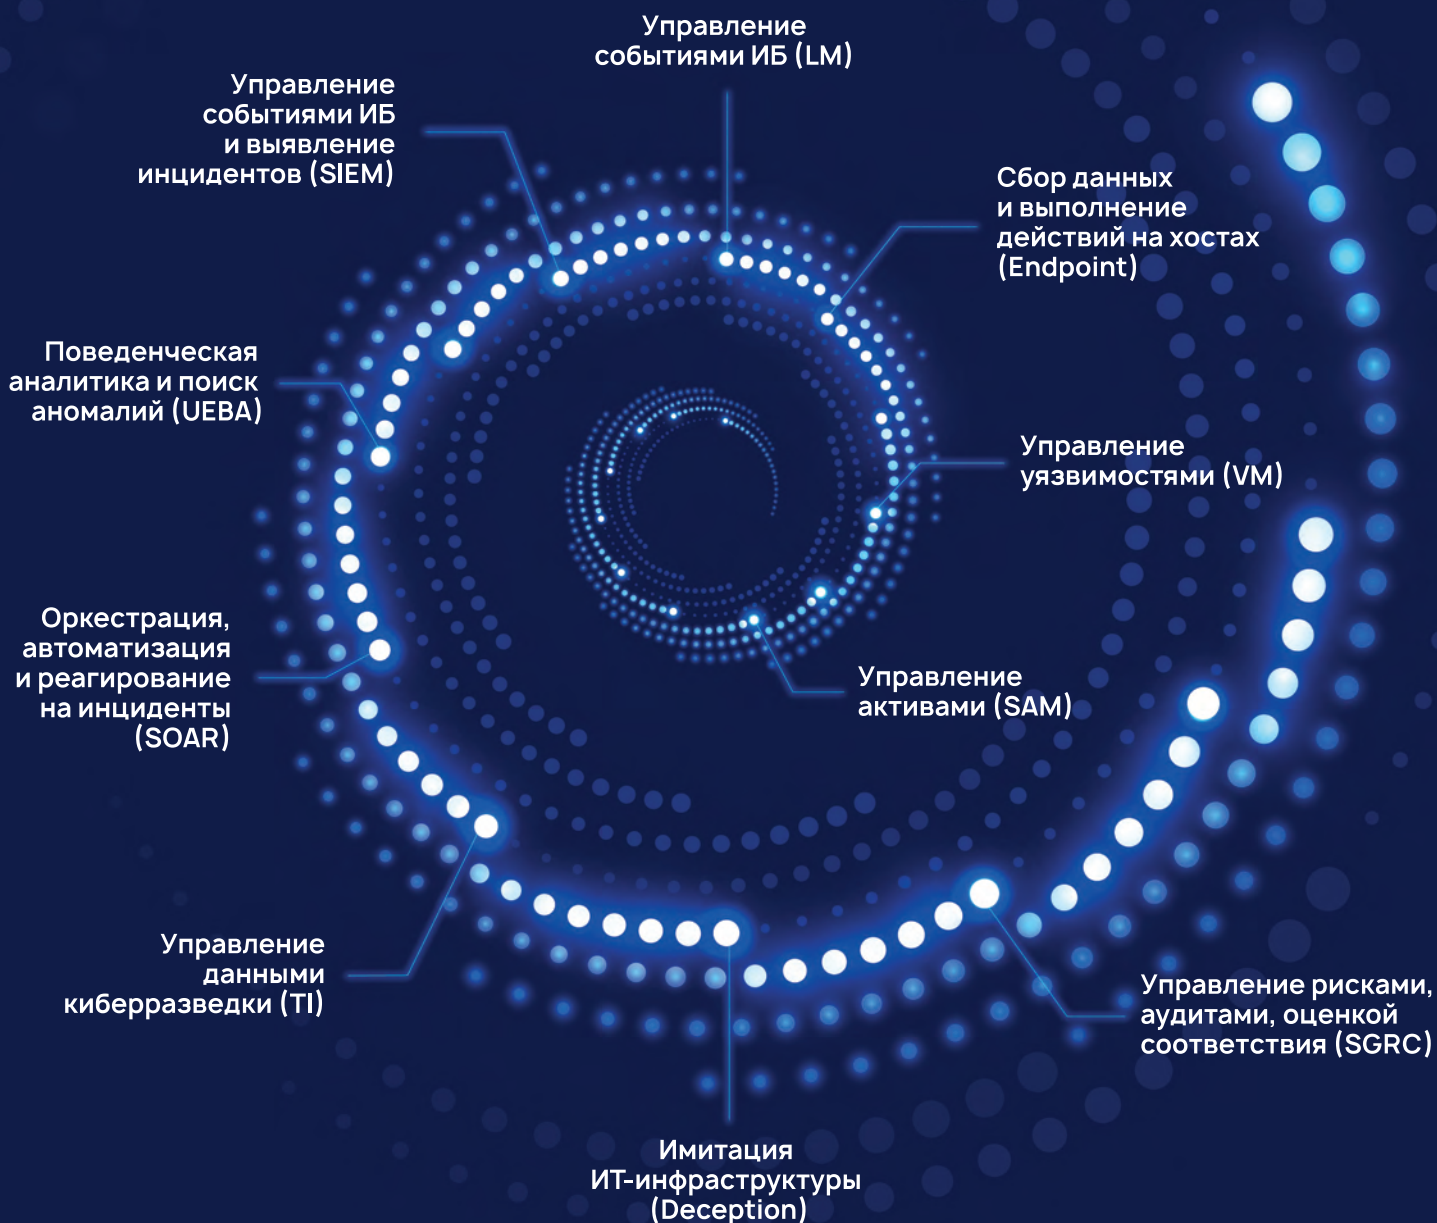 Управление
событиями ИБ (LM)
Управление
событиями ИБ
и выявление
инцидентов (SIEM)
Сбор данных
и выполнение
действий на хостах
(Endpoint)
Поведенческая
аналитика и поиск
аномалий (UEBA)
Управление
уязвимостями (VM)
Оркестрация,
автоматизация
и реагирование
на инциденты
(SOAR)
Управление
активами (SAM)
Управление
данными
киберразведки (TI)
Управление рисками,
аудитами, оценкой
соответствия (SGRC)
Имитация
ИТ-инфраструктуры
(Deception)